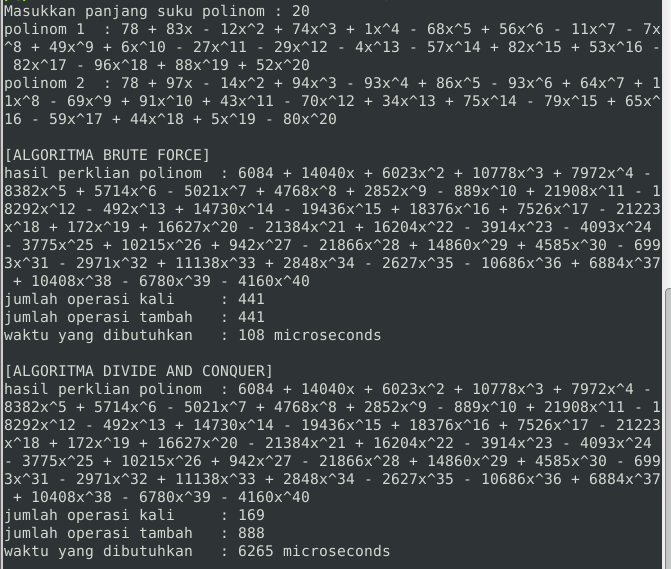 Masukkan panjang suku polinom : 20
polinom 1  : 78 + 83x - 12x^2 + 74x^3 + 1x^4 - 68x^5 + 56x^6 - 11x^7 - 7x
^8 + 49x^9 + 6x^10 - 27x^11 - 29x^12 - 4x^13 - 57x^14 + 82x^15 + 53x^16 -
 82x^17 - 96x^18 + 88x^19 + 52x^20
polinom 2  : 78 + 97x - 14x^2 + 94x^3 - 93x^4 + 86x^5 - 93x^6 + 64x^7 + 1
1x^8 - 69x^9 + 91x^10 + 43x^11 - 70x^12 + 34x^13 + 75x^14 - 79x^15 + 65x^
16 - 59x^17 + 44x^18 + 5x^19 - 80x^20
[ALGORITMA BRUTE FORCE]
hasil perklian polinom  : 6084 + 14040x + 6023x^2 + 10778x^3 + 7972x^4 -
8382x^5 + 5714x^6 - 5021x^7 + 4768x^8 + 2852x^9 - 889x^10 + 21908x^11 - 1
8292x^12 - 492x^13 + 14730x^14 - 19436x^15 + 18376x^16 + 7526x^17 - 21223
x^18 + 172x^19 + 16627x^20 - 21384x^21 + 16204x^22 - 3914x^23 - 4093x^24
- 3775x^25 + 10215x^26 + 942x^27 - 21866x^28 + 14860x^29 + 4585x^30 - 699
3x^31 - 2971x^32 + 11138x^33 + 2848x^34 - 2627x^35 - 10686x^36 + 6884x^37
 + 10408x^38 - 6780x^39 - 4160x^40
jumlah operasi kali     : 441
jumlah operasi tambah   : 441
waktu yang dibutuhkan   : 108 microseconds
[ALGORITMA DIVIDE AND CONQUER]
hasil perklian polinom  : 6084 + 14040x + 6023x^2 + 10778x^3 + 7972x^4 -
8382x^5 + 5714x^6 - 5021x^7 + 4768x^8 + 2852x^9 - 889x^10 + 21908x^11 - 1
8292x^12 - 492x^13 + 14730x^14 - 19436x^15 + 18376x^16 + 7526x^17 - 21223
x^18 + 172x^19 + 16627x^20 - 21384x^21 + 16204x^22 - 3914x^23 - 4093x^24
- 3775x^25 + 10215x^26 + 942x^27 - 21866x^28 + 14860x^29 + 4585x^30 - 699
3x^31 - 2971x^32 + 11138x^33 + 2848x^34 - 2627x^35 - 10686x^36 + 6884x^37
 + 10408x^38 - 6780x^39 - 4160x^40
jumlah operasi kali     : 169
jumlah operasi tambah   : 888
waktu yang dibutuhkan   : 6265 microseconds